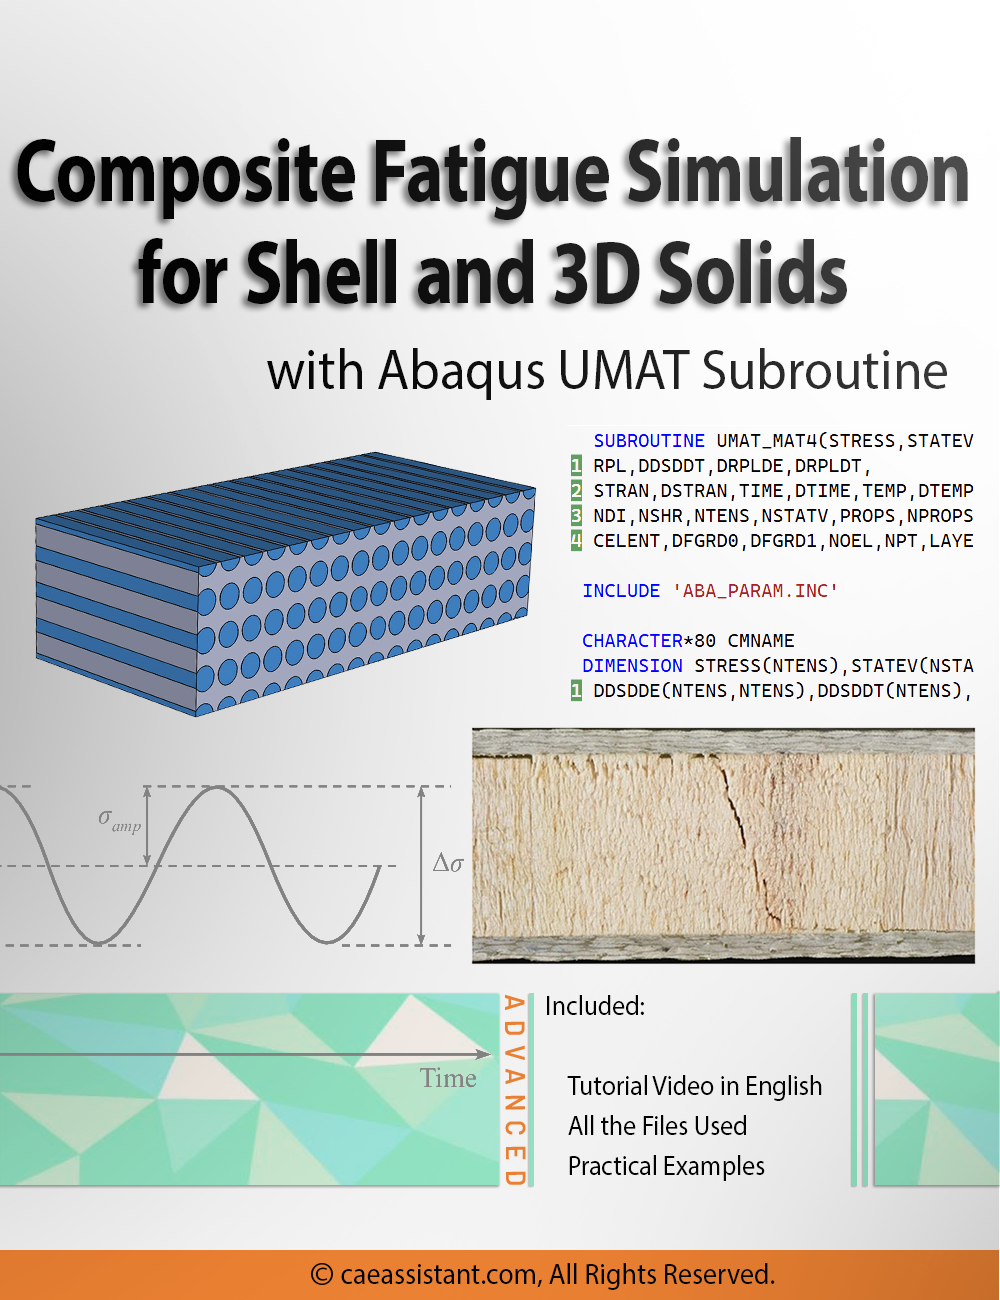 Composite Fatigue Simulation
for Shell and 3D Solids
with Abaqus UMAT Subroutine
SUBROUTINE UMAT_MAT4(STRESS,STATEV
1 RPL,DDSDDT,DRPLDE,DRPLDT,
2 STRAN,DSTRAN,TIME,DTIME,TEMP,DTEMP
3 NDI,NSHR,NTENS,NSTATV,PROPS,NPROPS
4 CELENT,DFGRD0,DFGRD1,NOEL,NPT,LAYE
INCLUDE 'ABA_PARAM.INC'
CHARACTER*80 CMNAME
DIMENSION STRESS(NTENS),STATEV(NSTA
1 DDSDDE(NTENS,NTENS),DDSDDT(NTENS),
σamp
Δσ
Time
ADVANCED
Included:
Tutorial Video in English
All the Files Used
Practical Examples
© caeassistant.com, All Rights Reserved.